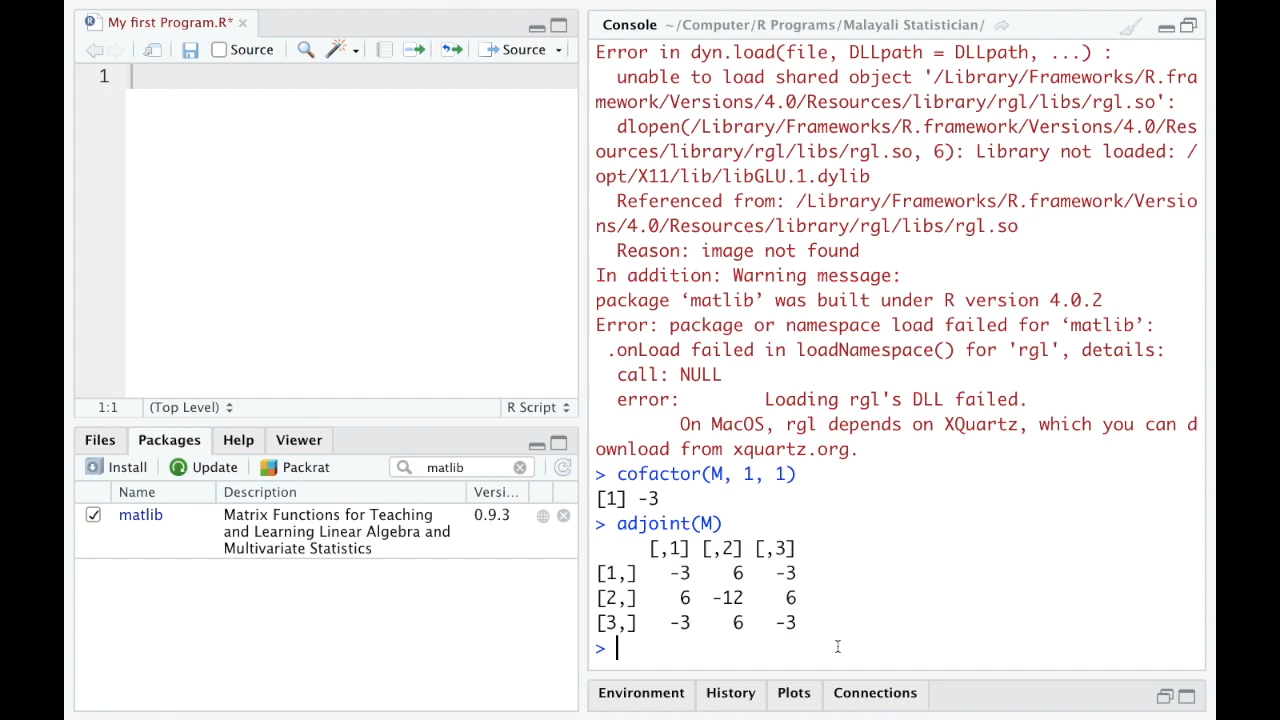 My first Program.R*
Source
Source
1
1:1 (Top Level) R Script
Files Packages Help Viewer
Install Update Packrat matlib
Name Description Versi...
matlib Matrix Functions for Teaching and Learning Linear Algebra and Multivariate Statistics 0.9.3
Console ~/Computer/R Programs/Malayali Statistician/
Error in dyn.load(file, DLLpath = DLLpath, ...) :
unable to load shared object '/Library/Frameworks/R.fra
mework/Versions/4.0/Resources/library/rgl/libs/rgl.so':
dlopen(/Library/Frameworks/R.framework/Versions/4.0/Res
ources/library/rgl/libs/rgl.so, 6): Library not loaded: /
opt/X11/lib/libGLU.1.dylib
Referenced from: /Library/Frameworks/R.framework/Versio
ns/4.0/Resources/library/rgl/libs/rgl.so
Reason: image not found
In addition: Warning message:
package ‘matlib’ was built under R version 4.0.2
Error: package or namespace load failed for ‘matlib’:
.onLoad failed in loadNamespace() for 'rgl', details:
call: NULL
error: Loading rgl's DLL failed.
On MacOS, rgl depends on XQuartz, which you can d
ownload from xquartz.org.
> cofactor(M, 1, 1)
[1] -3
> adjoint(M)
[,1] [,2] [,3]
[1,] -3 6 -3
[2,] 6 -12 6
[3,] -3 6 -3
>
Environment History Plots Connections